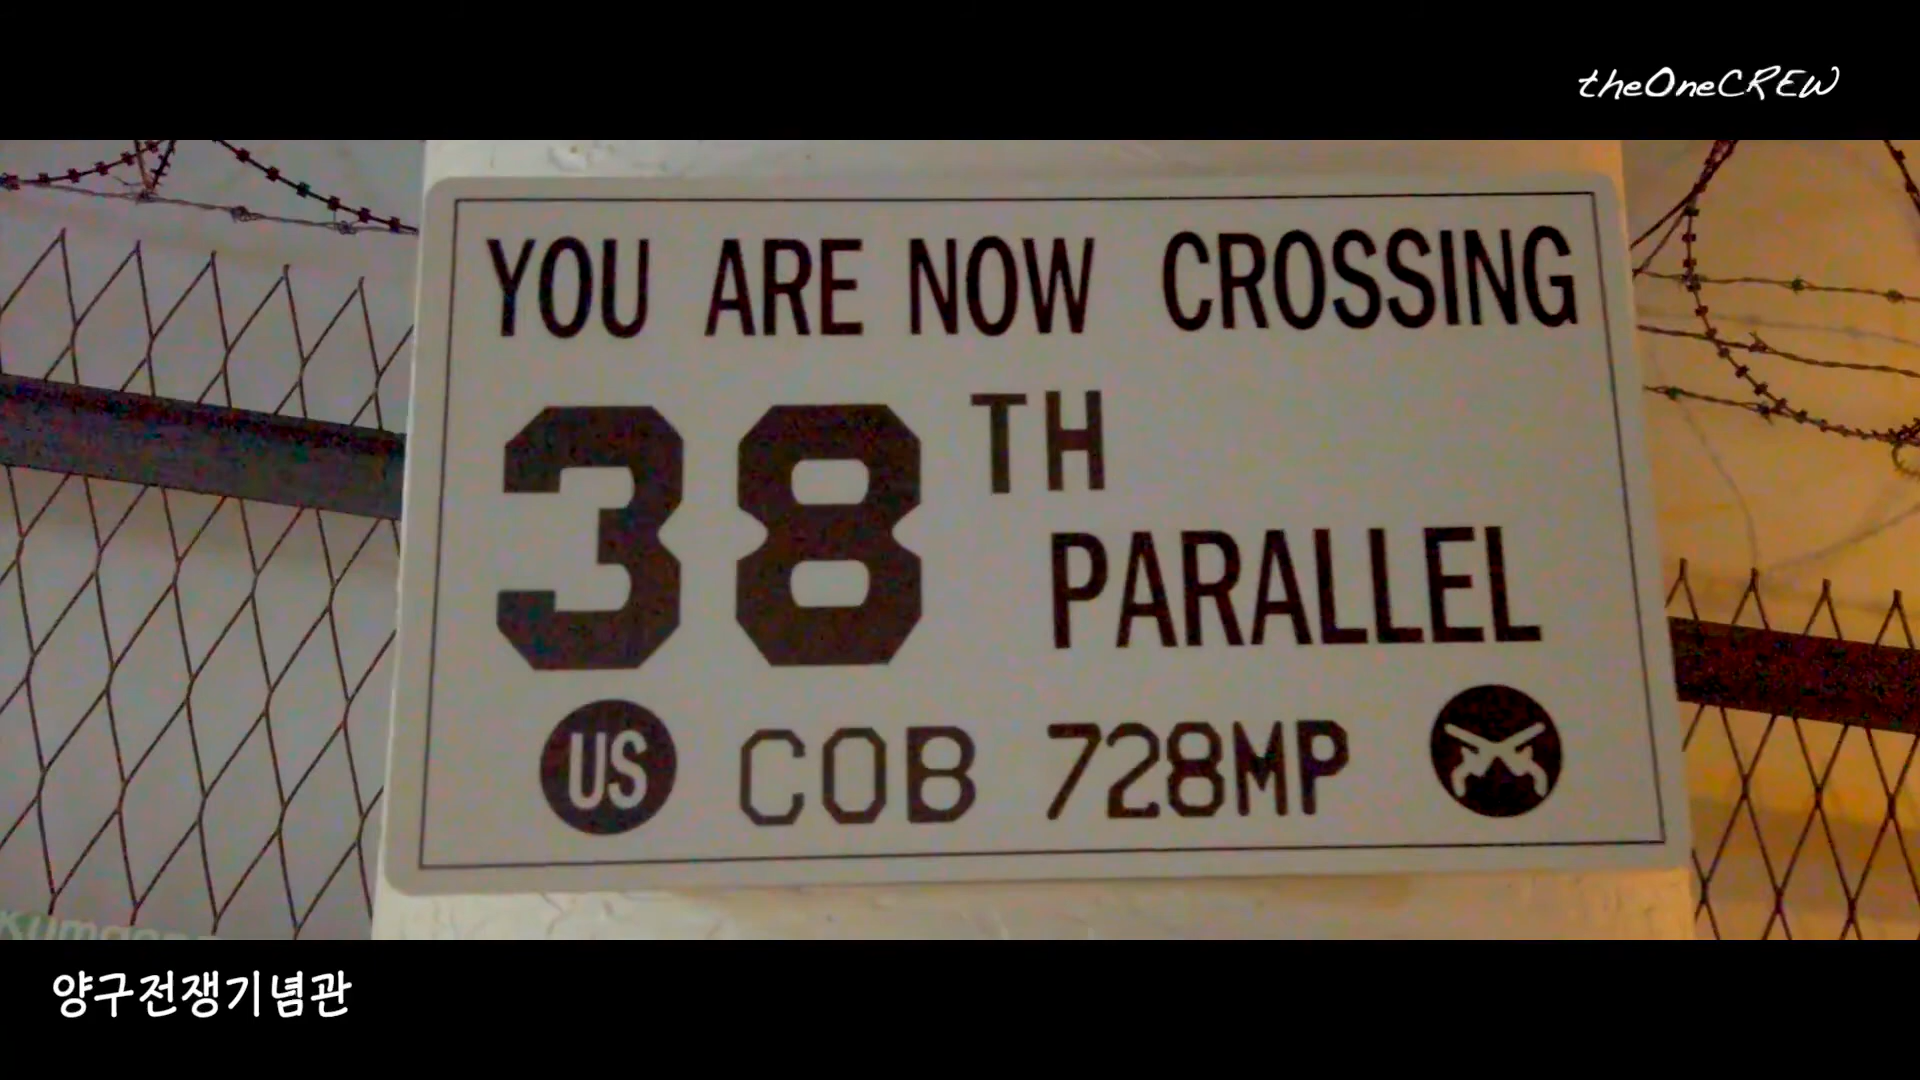 theOneCREW
YOU ARE NOW CROSSING
38TH
PARALLEL
US COB 728MP
양구전쟁기념관